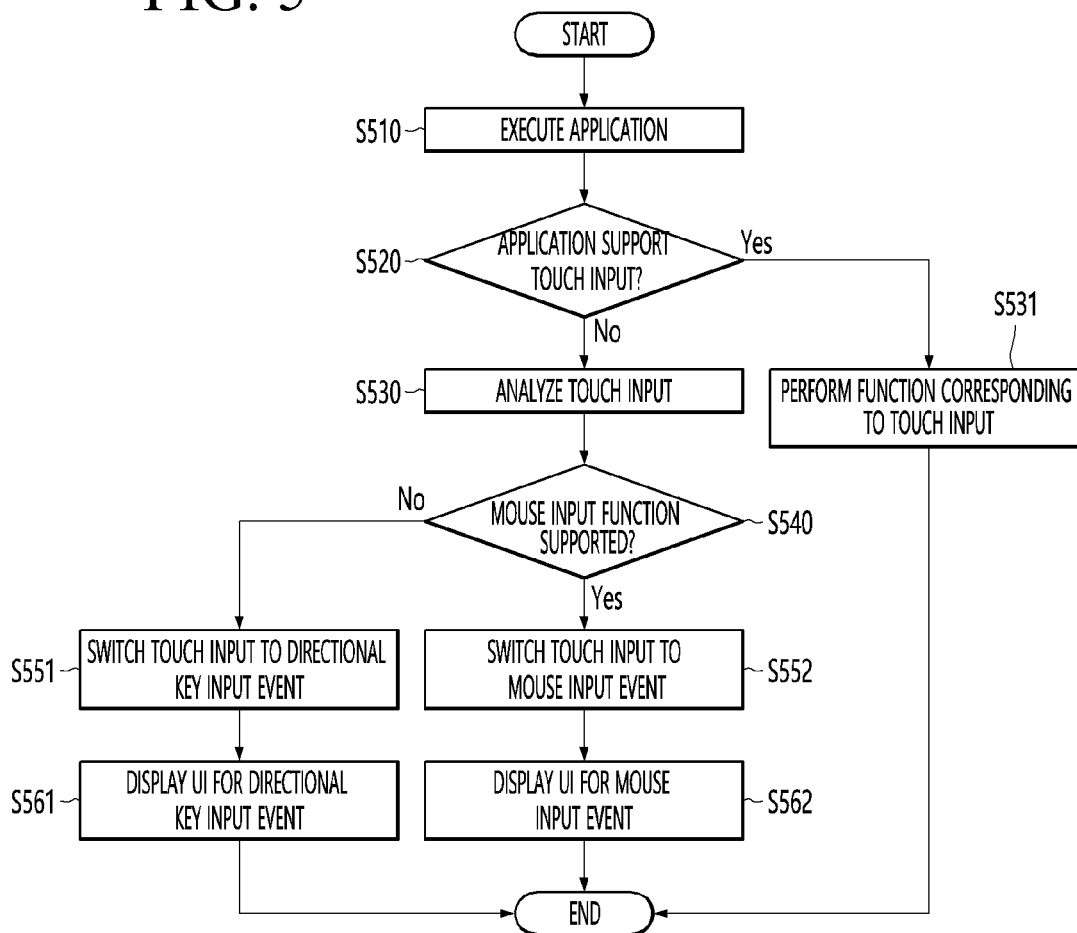 FIG. 5
START
S510
EXECUTE APPLICATION
S520
APPLICATION SUPPORT
TOUCH INPUT?
Yes
No
S531
S530
ANALYZE TOUCH INPUT
PERFORM FUNCTION CORRESPONDING
TO TOUCH INPUT
No
MOUSE INPUT FUNCTION
SUPPORTED?
S540
Yes
S551
SWITCH TOUCH INPUT TO DIRECTIONAL
KEY INPUT EVENT
SWITCH TOUCH INPUT TO
MOUSE INPUT EVENT
S552
S561
DISPLAY UI FOR DIRECTIONAL
KEY INPUT EVENT
DISPLAY UI FOR MOUSE
INPUT EVENT
S562
END